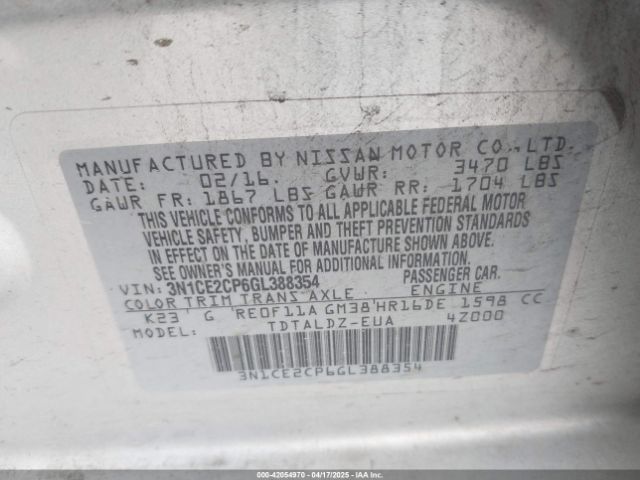 MANUFACTURED BY NISSAN MOTOR CO., LTD.
DATE: 02/16. GVWR: 3470 LBS
GAWR FR: 1867 LBS GAWR RR: 1704 LBS
THIS VEHICLE CONFORMS TO ALL APPLICABLE FEDERAL MOTOR
VEHICLE SAFETY, BUMPER AND THEFT PREVENTION STANDARDS
IN EFFECT ON THE DATE OF MANUFACTURE SHOWN ABOVE.
SEE OWNER'S MANUAL FOR ADDITIONAL INFORMATION.
VIN: 3N1CE2CP6GL388354 PASSENGER CAR.
COLOR TRIM TRANS AXLE ENGINE
K23 G RE0F11A GM38 HR16DE 1598 CC
MODEL: TDTALDZ-EUA 4Z000
3N1CE2CP6GL388354
000-42054970 - 04/17/2025 - IAAI.COM